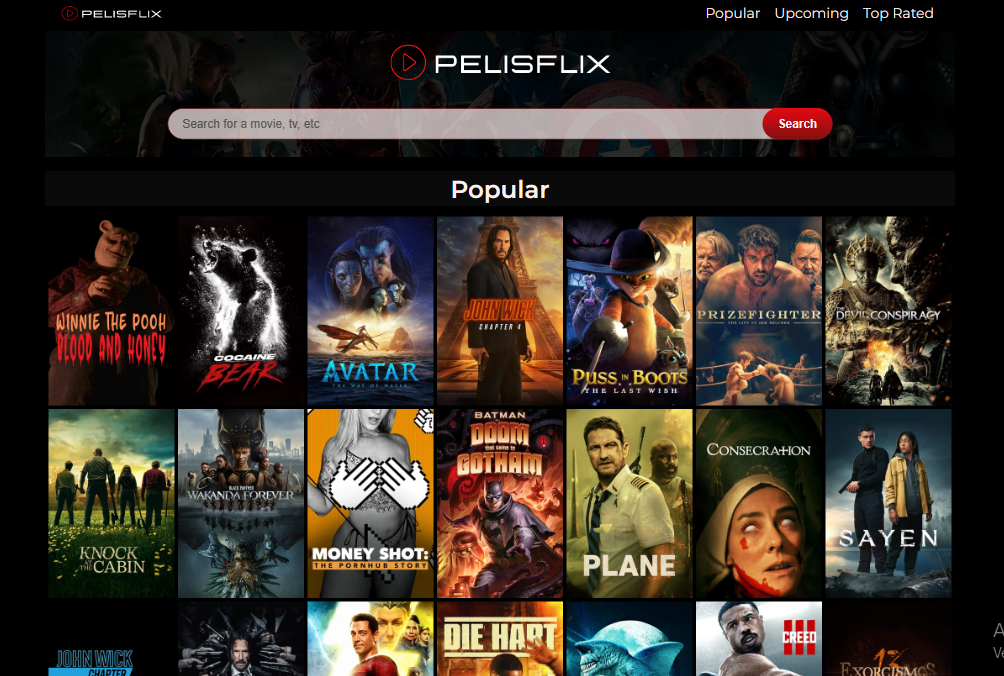 PELISFLIX
Popular Upcoming Top Rated
PELISFLIX
Search for a movie, tv, etc
Search
Popular
WINNIE THE POOH
BLOOD AND HONEY
COCAINE
BEAR
AVATAR
THE WAY OF WATER
JOHN WICK
CHAPTER 4
PUSS IN BOOTS
THE LAST WISH
PRIZEFIGHTER
THE LIFE OF JEM BELCHER
THE
DEVIL CONSPIRACY
KNOCK
AT THE
CABIN
BLACK PANTHER
WAKANDA FOREVER
MONEY SHOT:
THE PORNHUB STORY
BATMAN
THE DOOM
THAT CAME TO
GOTHAM
PLANE
CONSECRATION
SAYEN
JOHN WICK
CHAPTER
DIE HART
CREED
III
13
EXORCISMOS
A
Ve